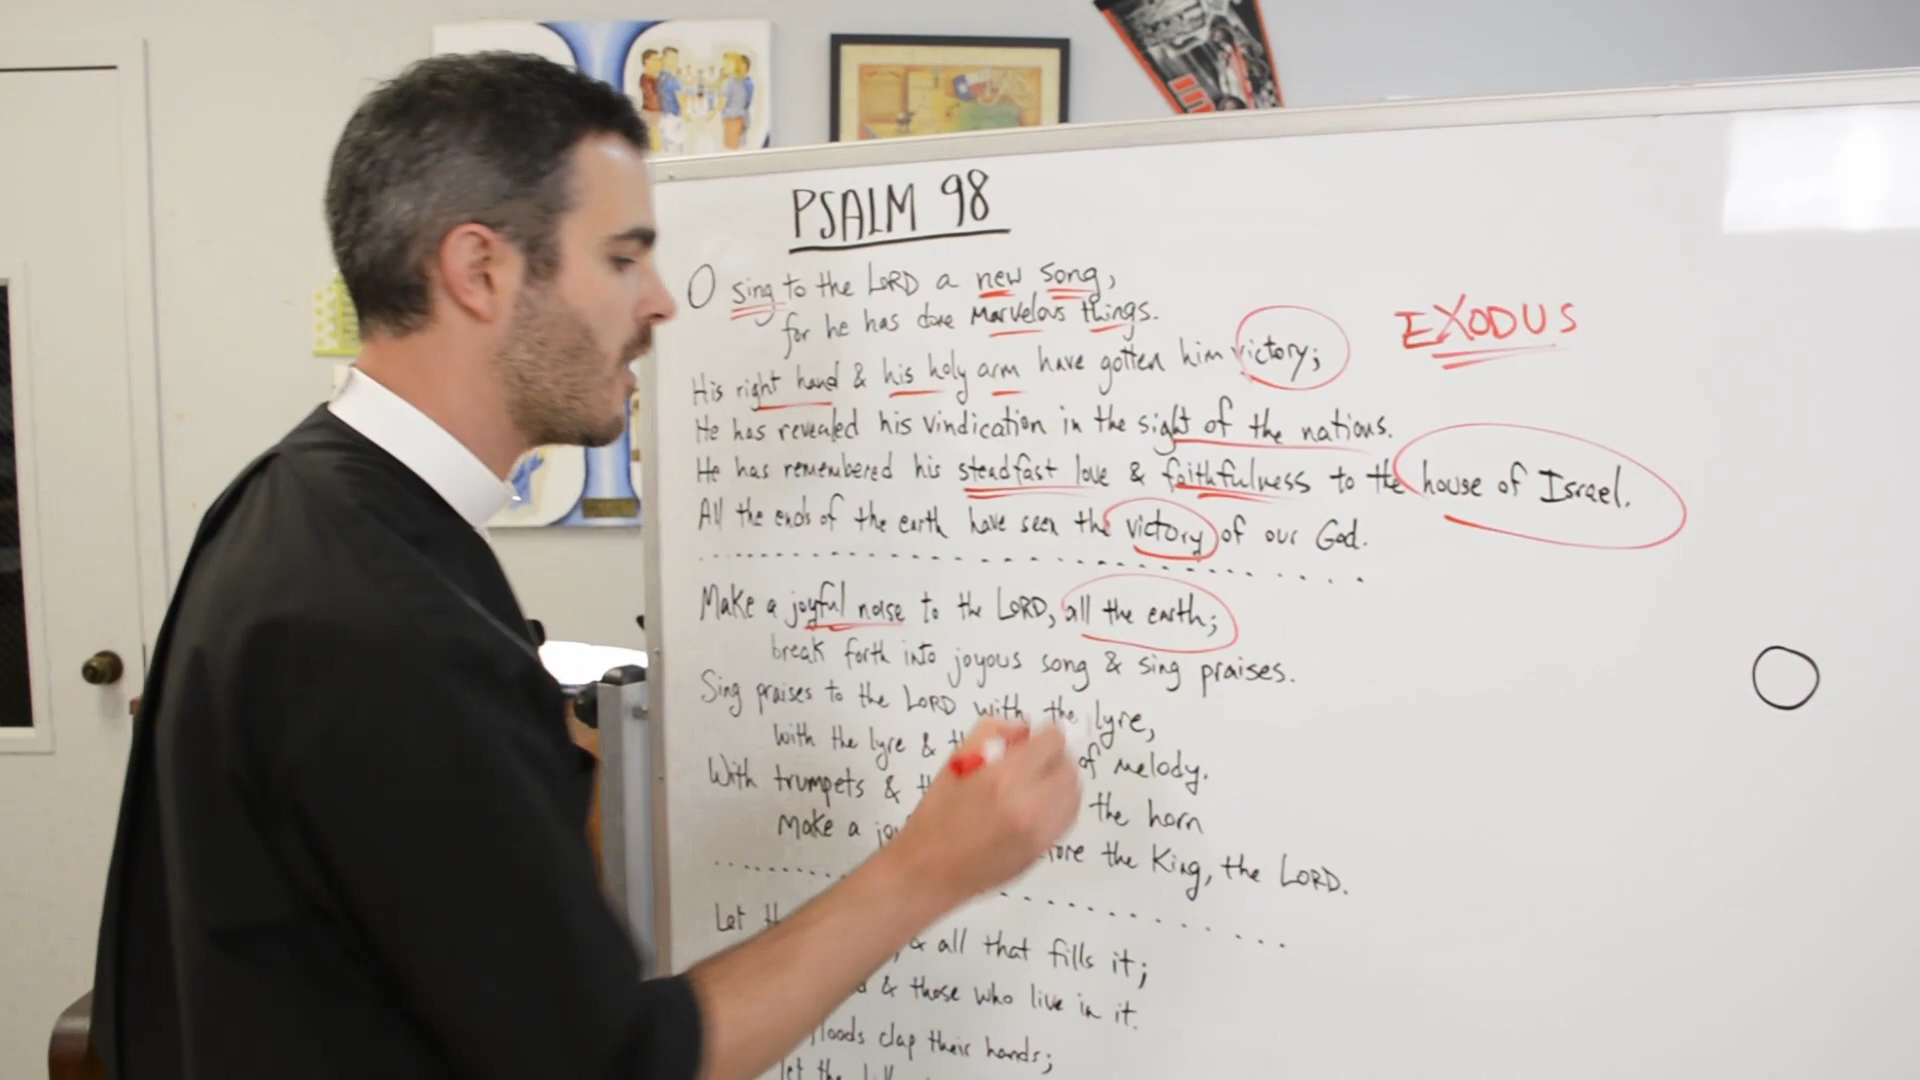 PSALM 98
O sing to the LORD a new song,
for he has done marvelous things.
EXODUS
His right hand & his holy arm have gotten him victory;
He has revealed his vindication in the sight of the nations.
He has remembered his steadfast love & faithfulness to the house of Israel.
All the ends of the earth have seen the victory of our God.
Make a joyful noise to the LORD, all the earth;
break forth into joyous song & sing praises.
Sing praises to the LORD with the lyre,
with the lyre & of melody.
With trumpets & the horn
Make a the King, the LORD.
Let & all that fills it;
& those who live in it.
clap their hands;
let the